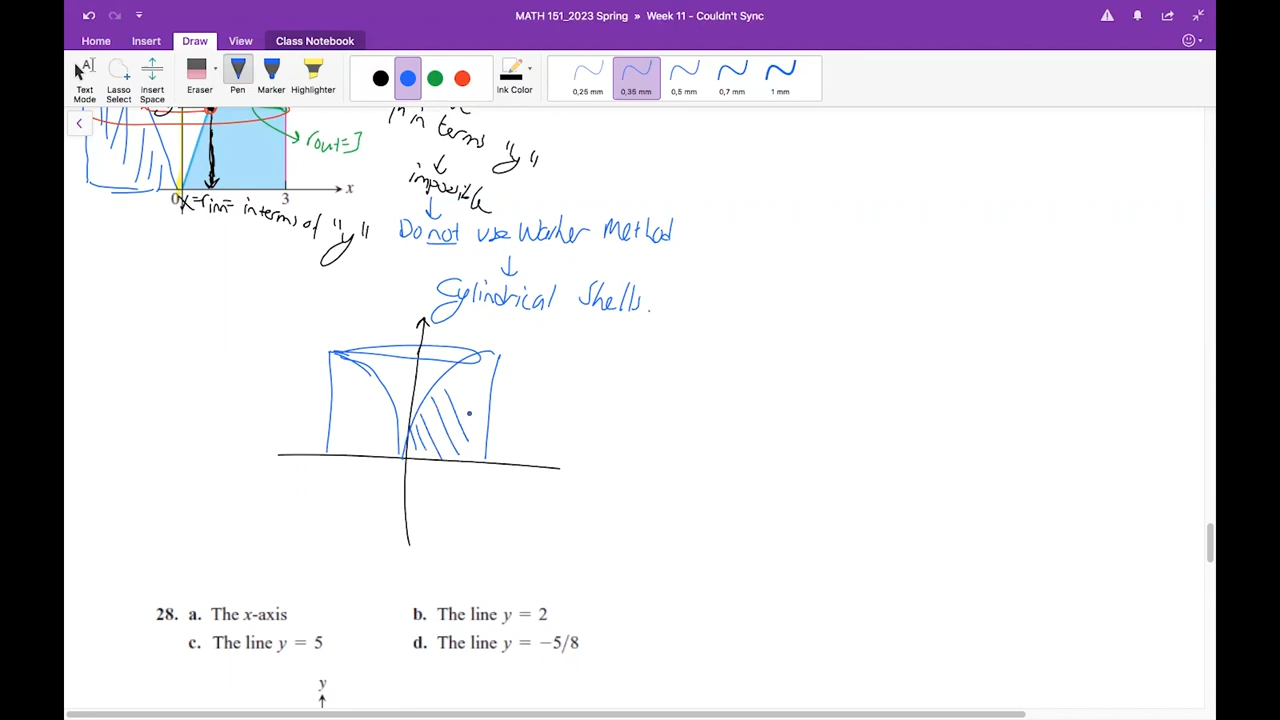 MATH 151_2023 Spring » Week 11 - Couldn't Sync
Home Insert Draw View Class Notebook
Text Mode
Lasso Select
Insert Space
Eraser
Pen
Marker
Highlighter
Ink Color
0,25 mm 0,35 mm 0,5 mm 0,7 mm 1 mm
in terms "y"
rout=3
impossible
0 3 x
x=rin= in terms of "y"
Do not use Washer Method
Cylindrical Shells.
28. a. The x-axis b. The line y = 2
c. The line y = 5 d. The line y = −5/8
y